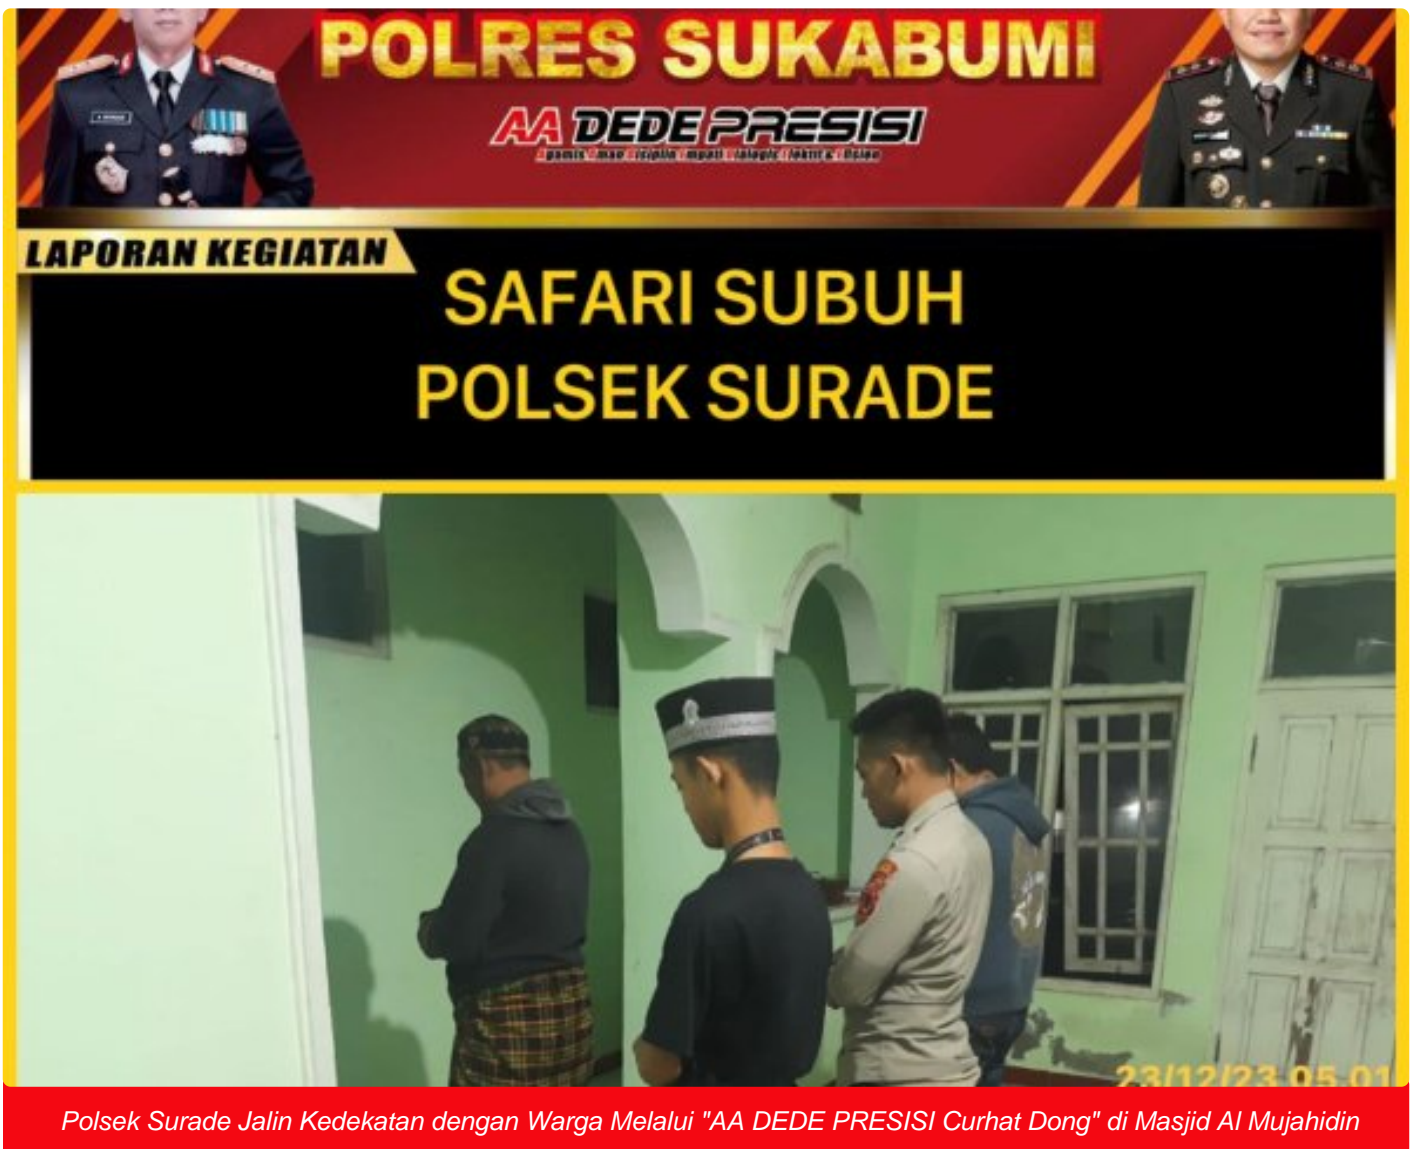 POLRES SUKABUMI
AA DEDE PRESISI
LAPORAN KEGIATAN
SAFARI SUBUH
POLSEK SURADE
23/12/23 05.01
Polsek Surade Jalin Kedekatan dengan Warga Melalui "AA DEDE PRESISI Curhat Dong" di Masjid Al Mujahidin